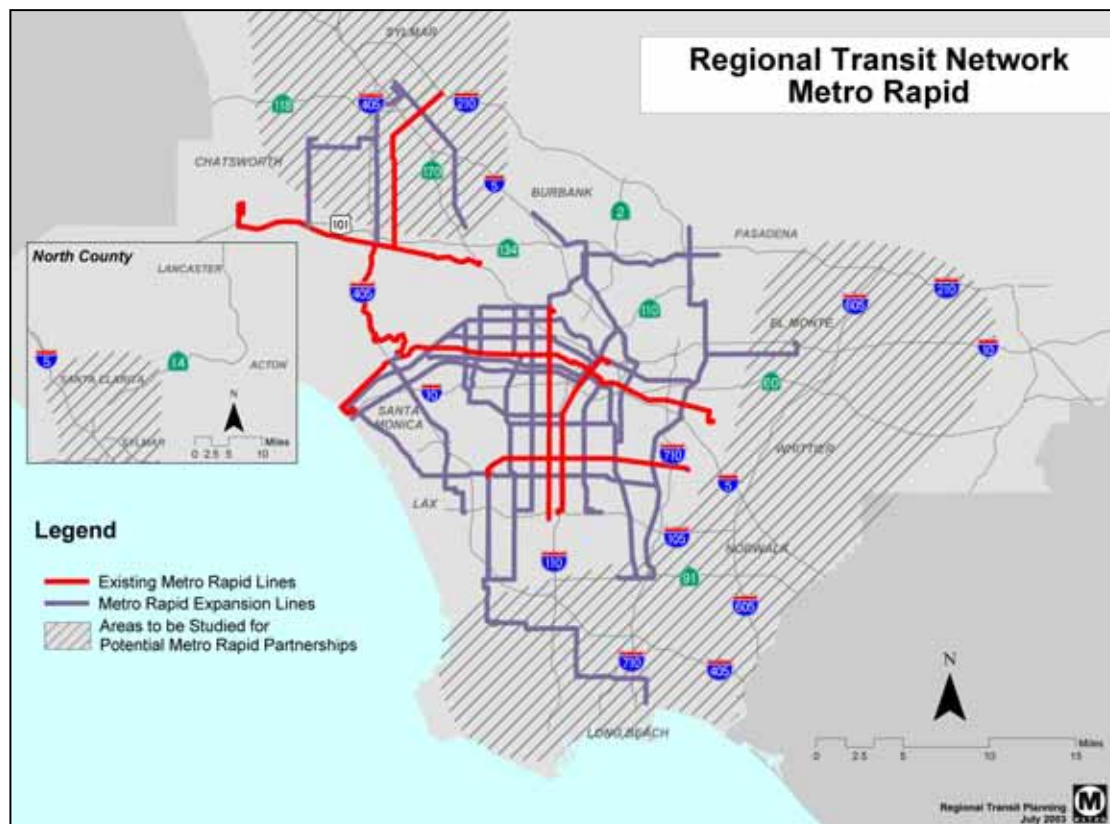 Regional Transit Network
Metro Rapid
SYLMAR
118
405
210
CHATSWORTH
170
5
BURBANK
2
101
134
PASADENA
North County
LANCASTER
405
110
605
210
EL MONTE
10
5
SANTA CLARITA
14
ACTON
N
SYLMAR
0 2.5 5 10 Miles
10
SANTA
MONICA
60
WHITTIER
710
5
LAX
Legend
105
NORWALK
110
91
605
Existing Metro Rapid Lines
Metro Rapid Expansion Lines
Areas to be Studied for
Potential Metro Rapid Partnerships
710
405
N
LONG BEACH
Miles
0 2.5 5 10 15
Regional Transit Planning
July 2003
M
METRO